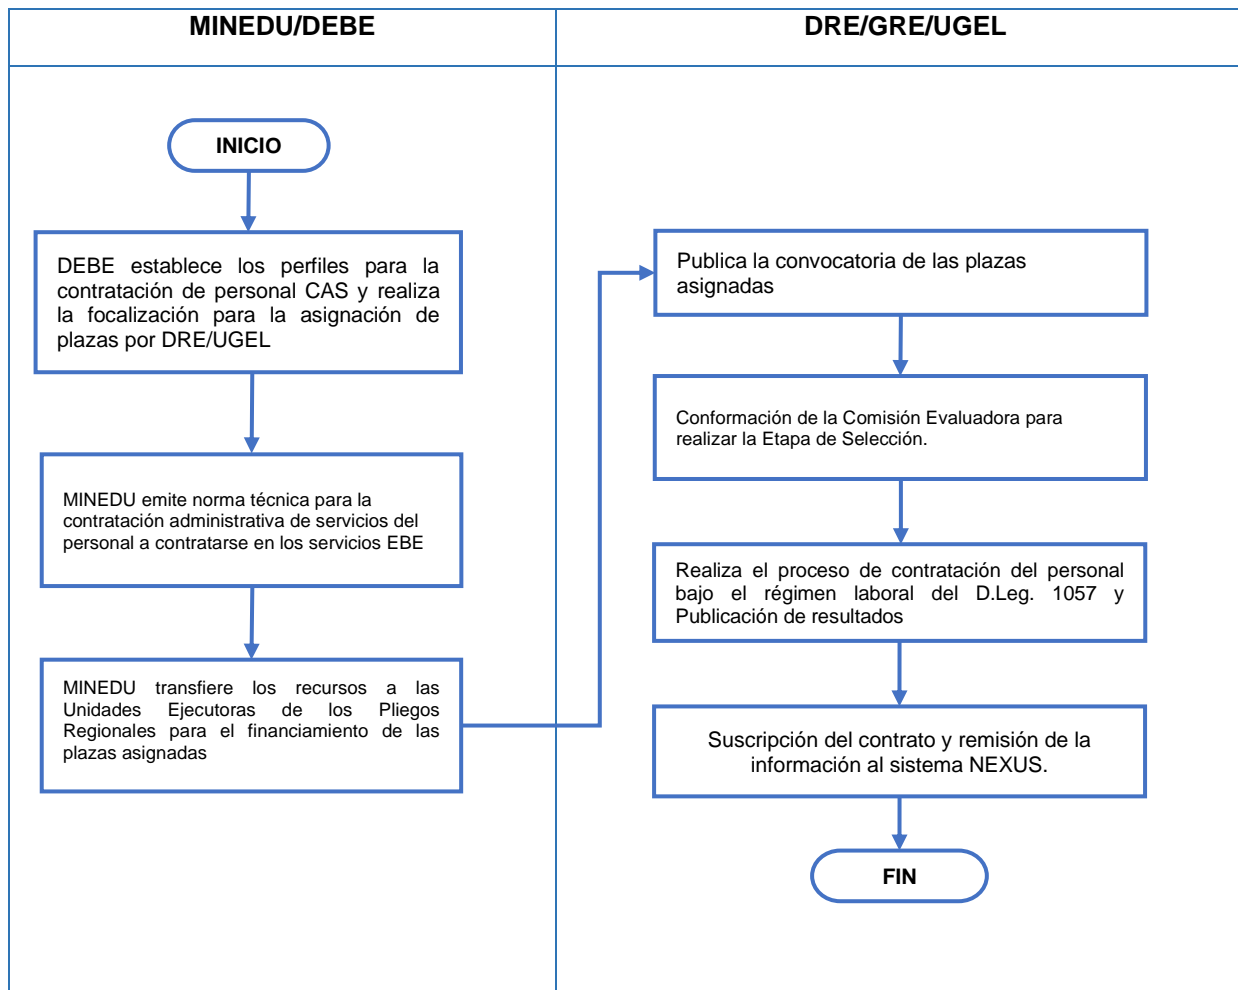 MINEDU/DEBE
DRE/GRE/UGEL
INICIO
DEBE establece los perfiles para la
contratación de personal CAS y realiza
la focalización para la asignación de
plazas por DRE/UGEL
MINEDU emite norma técnica para la
contratación administrativa de servicios del
personal a contratarse en los servicios EBE
MINEDU transfiere los recursos a las
Unidades Ejecutoras de los Pliegos
Regionales para el financiamiento de las
plazas asignadas
Publica la convocatoria de las plazas
asignadas
Conformación de la Comisión Evaluadora para
realizar la Etapa de Selección.
Realiza el proceso de contratación del personal
bajo el régimen laboral del D.Leg. 1057 y
Publicación de resultados
Suscripción del contrato y remisión de la
información al sistema NEXUS.
FIN